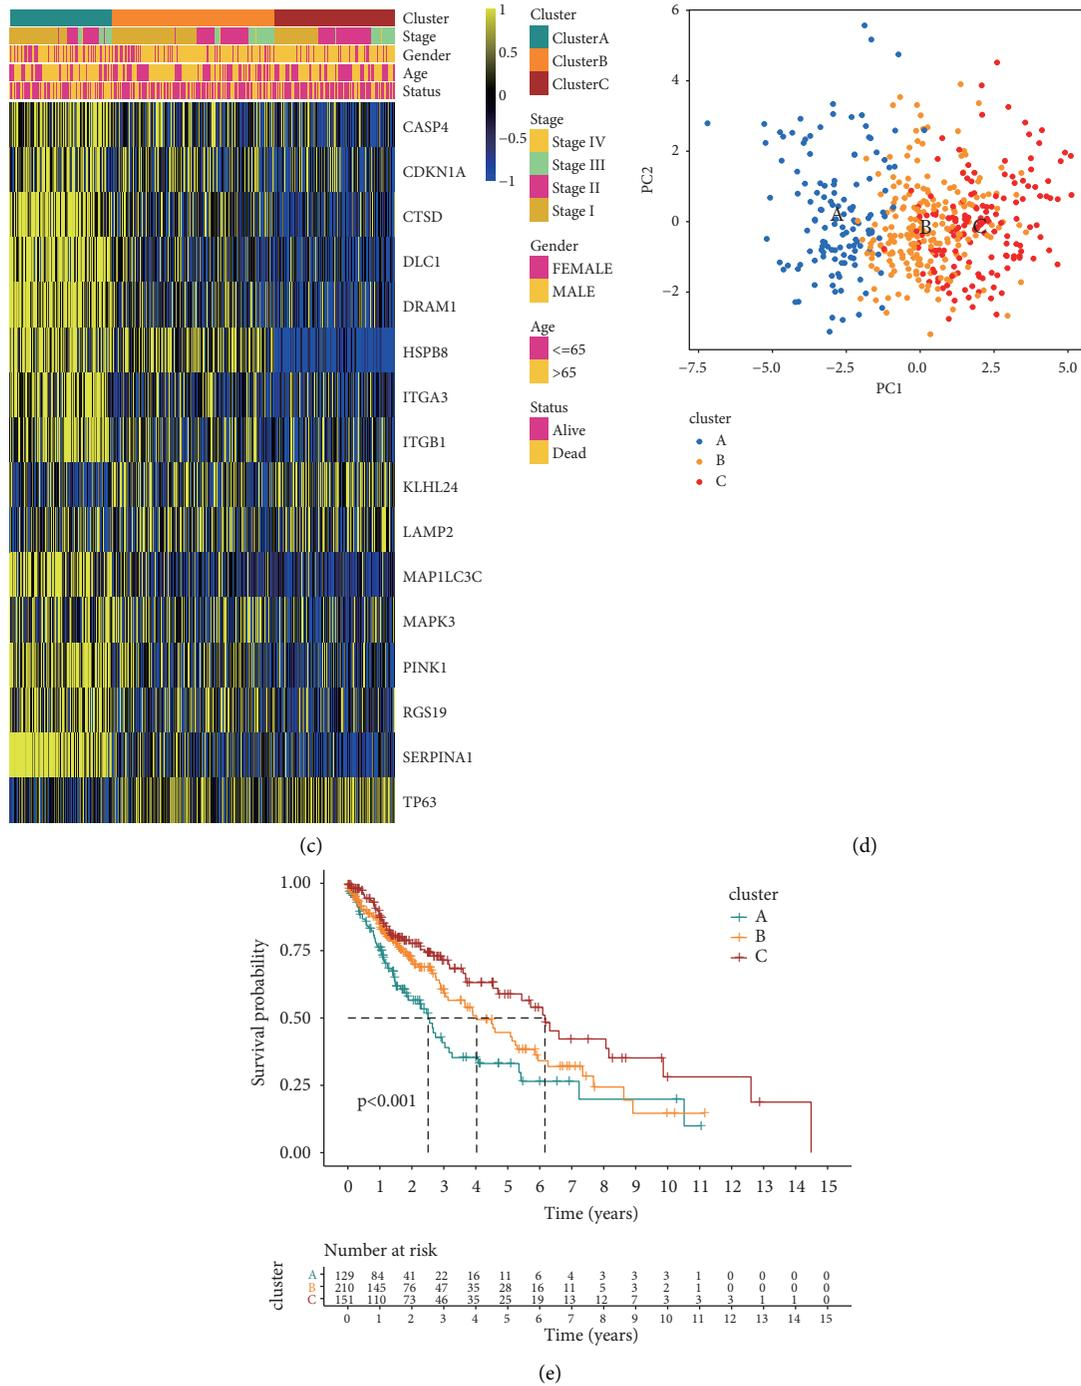 Cluster
Stage
Gender
Age
Status
CASP4
CDKN1A
CTSD
DLC1
DRAM1
HSPB8
ITGA3
ITGB1
KLHL24
LAMP2
MAP1LC3C
MAPK3
PINK1
RGS19
SERPINA1
TP63
1
0.5
0
−0.5
−1
Cluster
ClusterA
ClusterB
ClusterC
Stage
Stage IV
Stage III
Stage II
Stage I
Gender
FEMALE
MALE
Age
<=65
>65
Status
Alive
Dead
(c)
6
4
2
0
−2
PC2
A
B
C
−7.5 −5.0 −2.5 0.0 2.5 5.0
PC1
cluster
A
B
C
(d)
1.00
0.75
0.50
0.25
0.00
Survival probability
p<0.001
cluster
A
B
C
0 1 2 3 4 5 6 7 8 9 10 11 12 13 14 15
Time (years)
Number at risk
cluster
A 129 84 41 22 16 11 6 4 3 3 3 1 0 0 0 0
B 210 145 76 47 35 28 16 11 5 3 2 1 0 0 0 0
C 151 110 73 46 35 25 19 13 12 7 3 3 3 1 1 0
0 1 2 3 4 5 6 7 8 9 10 11 12 13 14 15
Time (years)
(e)